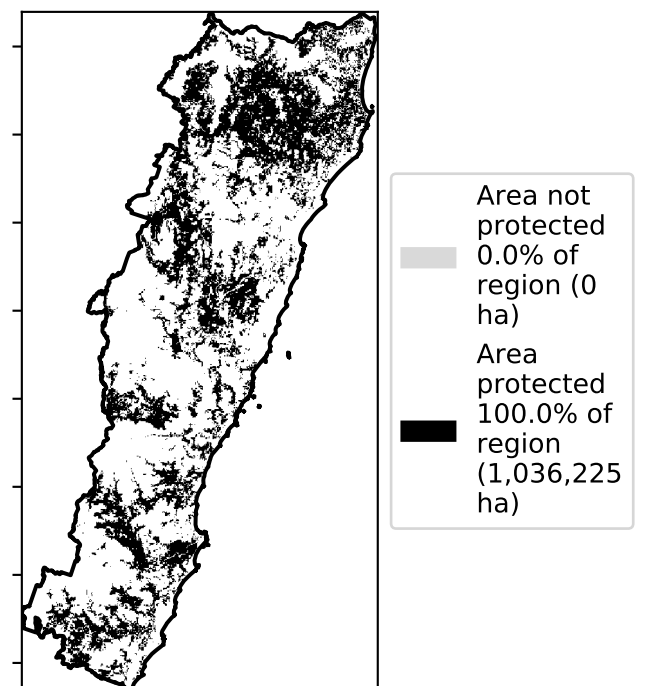 Area not
protected
0.0% of
region (0
ha)
Area
protected
100.0% of
region
(1,036,225
ha)